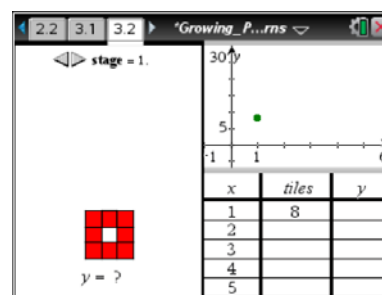 2.2 3.1 3.2 *Growing_P...rns
stage = 1.
30 y
5
-1 1 6
x tiles y
1 8
2
3
4
5
y = ?